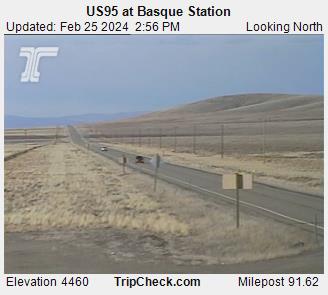 US95 at Basque Station
Updated: Feb 25 2024 2:56 PM Looking North
Elevation 4460 TripCheck.com Milepost 91.62